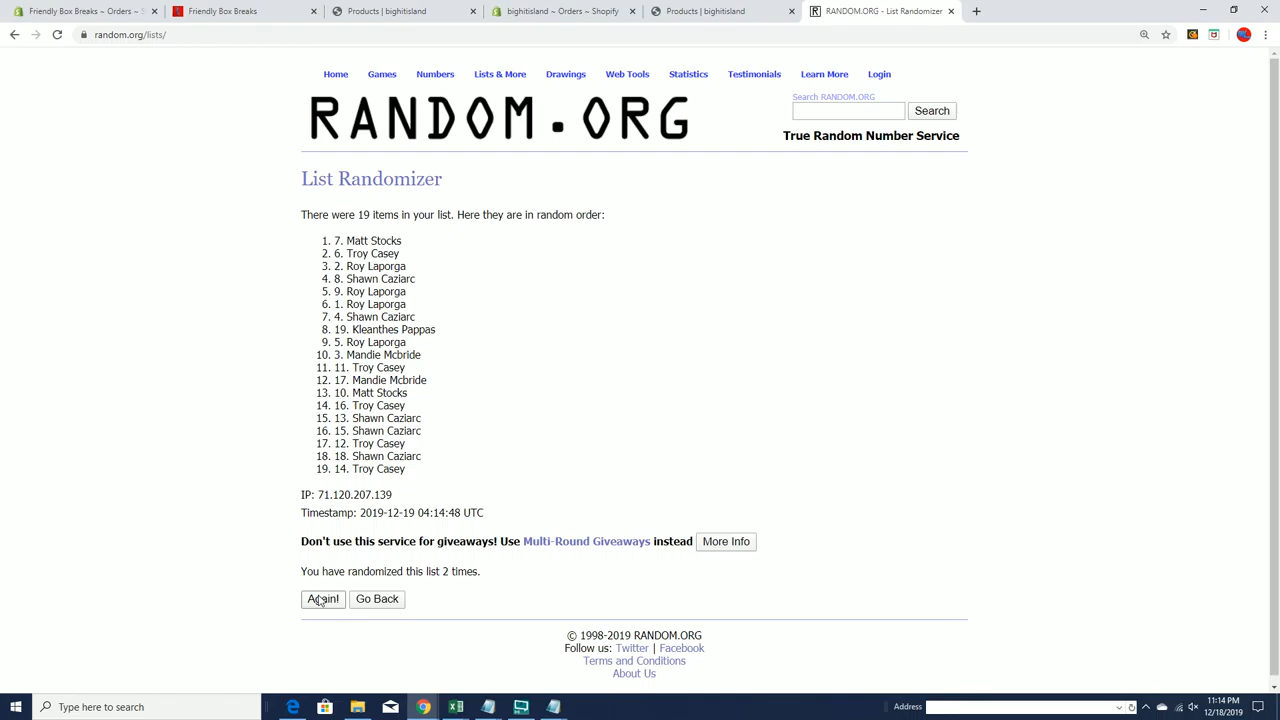 Friendly Box Breaks ~ Orders ~ S
Friendly Box Breaks
Products | bighitisland
bighitisland ~ Orders ~ Shopify
Products | bighitisland
RANDOM.ORG - List Randomizer
random.org/lists/
Home Games Numbers Lists & More Drawings Web Tools Statistics Testimonials Learn More Login
Search RANDOM.ORG
RANDOM.ORG
Search
True Random Number Service
List Randomizer
There were 19 items in your list. Here they are in random order:
1. 7. Matt Stocks
2. 6. Troy Casey
3. 2. Roy Laporga
4. 8. Shawn Caziarc
5. 9. Roy Laporga
6. 1. Roy Laporga
7. 4. Shawn Caziarc
8. 19. Kleanthes Pappas
9. 5. Roy Laporga
10. 3. Mandie Mcbride
11. 11. Troy Casey
12. 17. Mandie Mcbride
13. 10. Matt Stocks
14. 16. Troy Casey
15. 13. Shawn Caziarc
16. 15. Shawn Caziarc
17. 12. Troy Casey
18. 18. Shawn Caziarc
19. 14. Troy Casey
IP: 71.120.207.139
Timestamp: 2019-12-19 04:14:48 UTC
Don't use this service for giveaways! Use Multi-Round Giveaways instead More Info
You have randomized this list 2 times.
Again! Go Back
© 1998-2019 RANDOM.ORG
Follow us: Twitter | Facebook
Terms and Conditions
About Us
Type here to search
Address
11:14 PM
12/18/2019